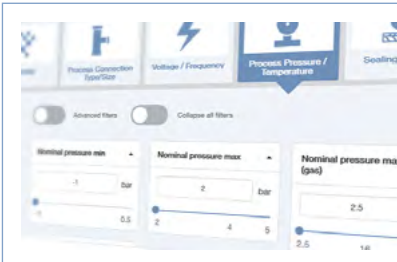 Process Connection
Type/Size
Voltage / Frequency
Process Pressure /
Temperature
Sealing
Advanced filters
Collapse all filters
Nominal pressure min
Nominal pressure max
Nominal pressure ma
(gas)
-1 bar
2 bar
2.5
-1 0.5
2 4 5
2.5 16